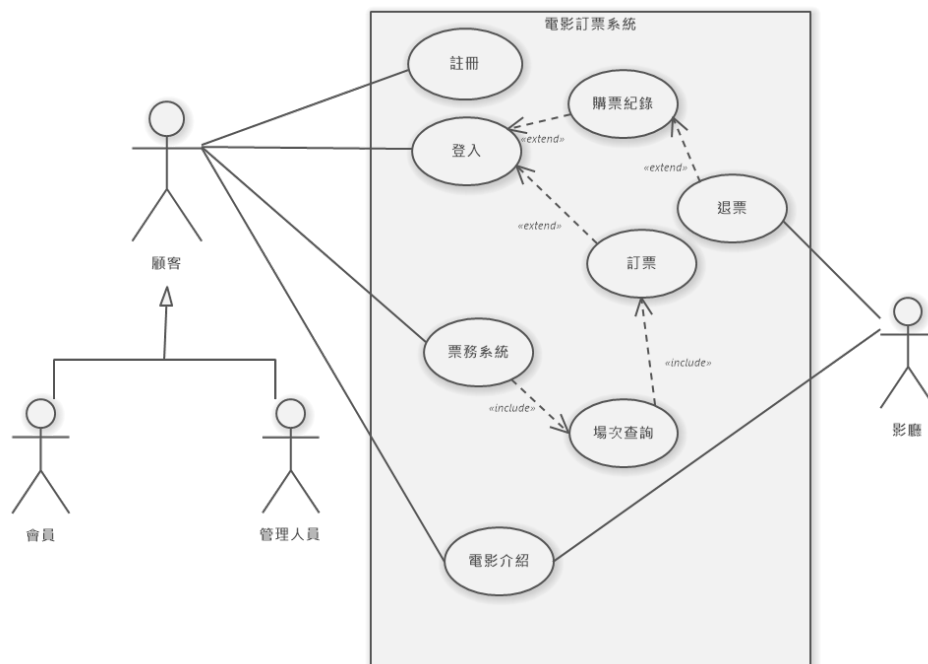 電影訂票系統
註冊
購票紀錄
登入
«extend»
«extend»
退票
«extend»
訂票
顧客
票務系統
«include»
«include»
場次查詢
影廳
會員
管理人員
電影介紹